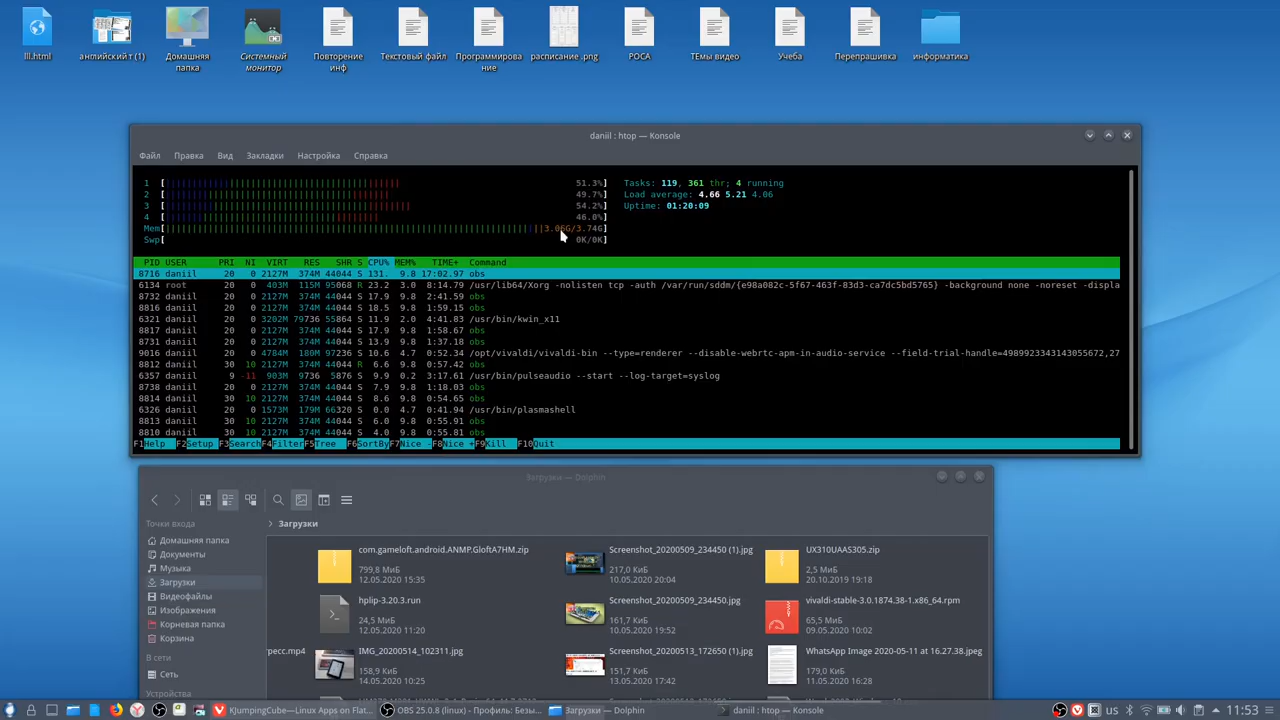 lll.html
английский т (1)
Домашняя
папка
Системный
монитор
Повторение
инф
Текстовый файл
Программирова
ние
расписание .png
РОСА
ТЕмы видео
Учеба
Перепрашивка
информатика
daniil : htop — Konsole
Файл Правка Вид Закладки Настройка Справка
1 [ 51.3%] Tasks: 119, 361 thr; 4 running
2 [ 49.7%] Load average: 4.66 5.21 4.06
3 [ 54.2%] Uptime: 01:20:09
4 [ 46.0%]
Mem[ 3.06G/3.74G]
Swp[ 0K/0K]
PID USER PRI NI VIRT RES SHR S CPU% MEM% TIME+ Command
8716 daniil 20 0 2127M 374M 44044 S 131. 9.8 17:02.97 obs
6134 root 20 0 403M 115M 95068 R 23.2 3.0 8:14.79 /usr/lib64/Xorg -nolisten tcp -auth /var/run/sddm/{e98a082c-5f67-463f-83d3-ca7dc5bd5765} -background none -noreset -displa
8732 daniil 20 0 2127M 374M 44044 S 17.9 9.8 2:41.59 obs
8816 daniil 20 0 2127M 374M 44044 S 18.5 9.8 1:59.15 obs
6321 daniil 20 0 3202M 79736 55864 S 11.9 2.0 4:41.83 /usr/bin/kwin_x11
8817 daniil 20 0 2127M 374M 44044 S 17.9 9.8 1:58.67 obs
8731 daniil 20 0 2127M 374M 44044 S 13.9 9.8 1:37.18 obs
9016 daniil 20 0 4784M 180M 97236 S 10.6 4.7 0:52.34 /opt/vivaldi/vivaldi-bin --type=renderer --disable-webrtc-apm-in-audio-service --field-trial-handle=4989923343143055672,27
8812 daniil 30 10 2127M 374M 44044 R 6.6 9.8 0:57.42 obs
6357 daniil 9 -11 903M 9736 5876 S 9.9 0.2 3:17.61 /usr/bin/pulseaudio --start --log-target=syslog
8738 daniil 20 0 2127M 374M 44044 S 7.9 9.8 1:18.03 obs
8814 daniil 30 10 2127M 374M 44044 S 8.6 9.8 0:54.65 obs
6326 daniil 20 0 1573M 179M 66320 S 0.0 4.7 0:41.94 /usr/bin/plasmashell
8813 daniil 30 10 2127M 374M 44044 S 6.0 9.8 0:55.91 obs
8810 daniil 30 10 2127M 374M 44044 S 4.0 9.8 0:55.81 obs
F1Help F2Setup F3SearchF4FilterF5Tree F6SortByF7Nice -F8Nice +F9Kill F10Quit
Загрузки — Dolphin
Точки входа
Домашняя папка
Документы
Музыка
Загрузки
Видеофайлы
Изображения
Корневая папка
Корзина
В сети
Сеть
Устройства
Загрузки
com.gameloft.android.ANMP.GloftA7HM.zip
799,8 МиБ
12.05.2020 15:35
Screenshot_20200509_234450 (1).jpg
217,0 КиБ
10.05.2020 20:04
UX310UAAS305.zip
2,5 МиБ
20.10.2019 19:18
hplip-3.20.3.run
24,5 МиБ
12.05.2020 11:20
Screenshot_20200509_234450.jpg
161,7 КиБ
10.05.2020 19:52
vivaldi-stable-3.0.1874.38-1.x86_64.rpm
65,5 МиБ
09.05.2020 10:02
гресс.mp4
IMG_20200514_102311.jpg
158,9 КиБ
14.05.2020 10:25
Screenshot_20200513_172650 (1).jpg
151,7 КиБ
13.05.2020 17:42
WhatsApp Image 2020-05-11 at 16.27.38.jpeg
179,0 КиБ
11.05.2020 16:28
KJumpingCube—Linux Apps on Flat...
OBS 25.0.8 (linux) - Профиль: Безы...
Загрузки — Dolphin
daniil : htop — Konsole
us
11:53